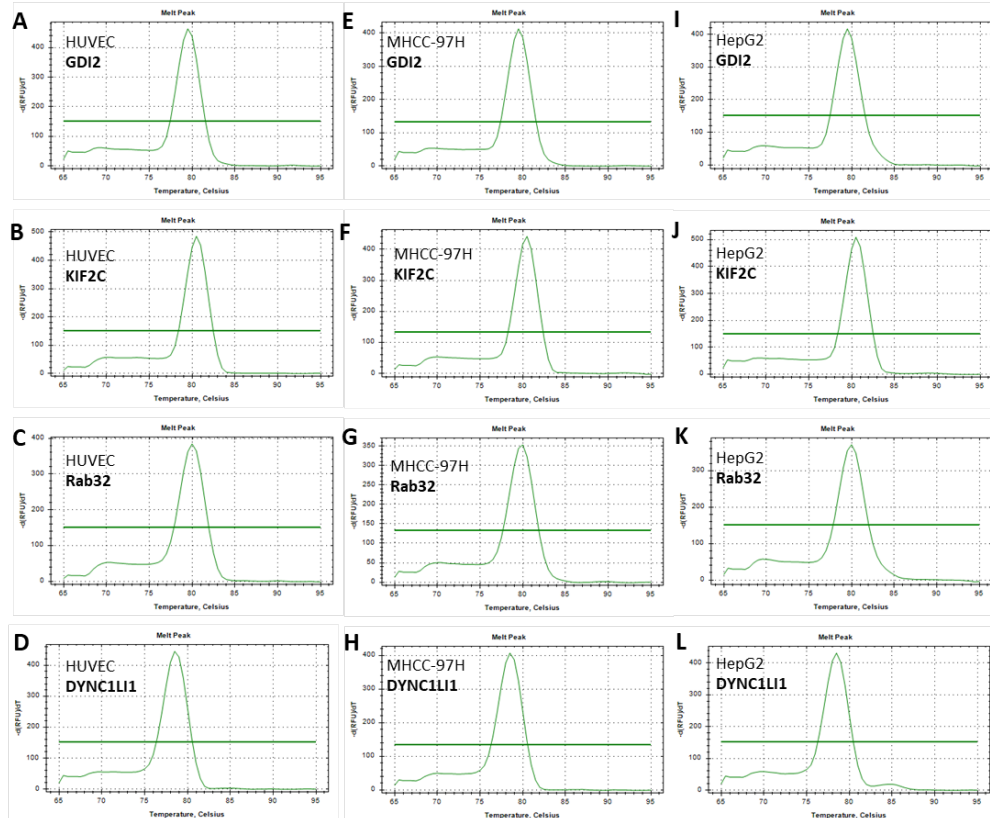 A
HUVEC
GDI2
Melt Peak
-d(RFU)/dT
400
300
200
100
0
65 70 75 80 85 90 95
Temperature, Celsius
E
MHCC-97H
GDI2
Melt Peak
-d(RFU)/dT
400
300
200
100
0
65 70 75 80 85 90 95
Temperature, Celsius
I
HepG2
GDI2
Melt Peak
-d(RFU)/dT
400
300
200
100
0
65 70 75 80 85 90 95
Temperature, Celsius
B
HUVEC
KIF2C
Melt Peak
-d(RFU)/dT
500
400
300
200
100
0
65 70 75 80 85 90 95
Temperature, Celsius
F
MHCC-97H
KIF2C
Melt Peak
-d(RFU)/dT
400
300
200
100
0
65 70 75 80 85 90 95
Temperature, Celsius
J
HepG2
KIF2C
Melt Peak
-d(RFU)/dT
500
400
300
200
100
0
65 70 75 80 85 90 95
Temperature, Celsius
C
HUVEC
Rab32
Melt Peak
-d(RFU)/dT
400
300
200
100
0
65 70 75 80 85 90 95
Temperature, Celsius
G
MHCC-97H
Rab32
Melt Peak
-d(RFU)/dT
350
300
250
200
150
100
50
0
65 70 75 80 85 90 95
Temperature, Celsius
K
HepG2
Rab32
Melt Peak
-d(RFU)/dT
300
200
100
0
65 70 75 80 85 90 95
Temperature, Celsius
D
HUVEC
DYNC1LI1
Melt Peak
-d(RFU)/dT
400
300
200
100
0
65 70 75 80 85 90 95
Temperature, Celsius
H
MHCC-97H
DYNC1LI1
Melt Peak
-d(RFU)/dT
400
300
200
100
0
65 70 75 80 85 90 95
Temperature, Celsius
L
HepG2
DYNC1LI1
Melt Peak
-d(RFU)/dT
400
300
200
100
0
65 70 75 80 85 90 95
Temperature, Celsius